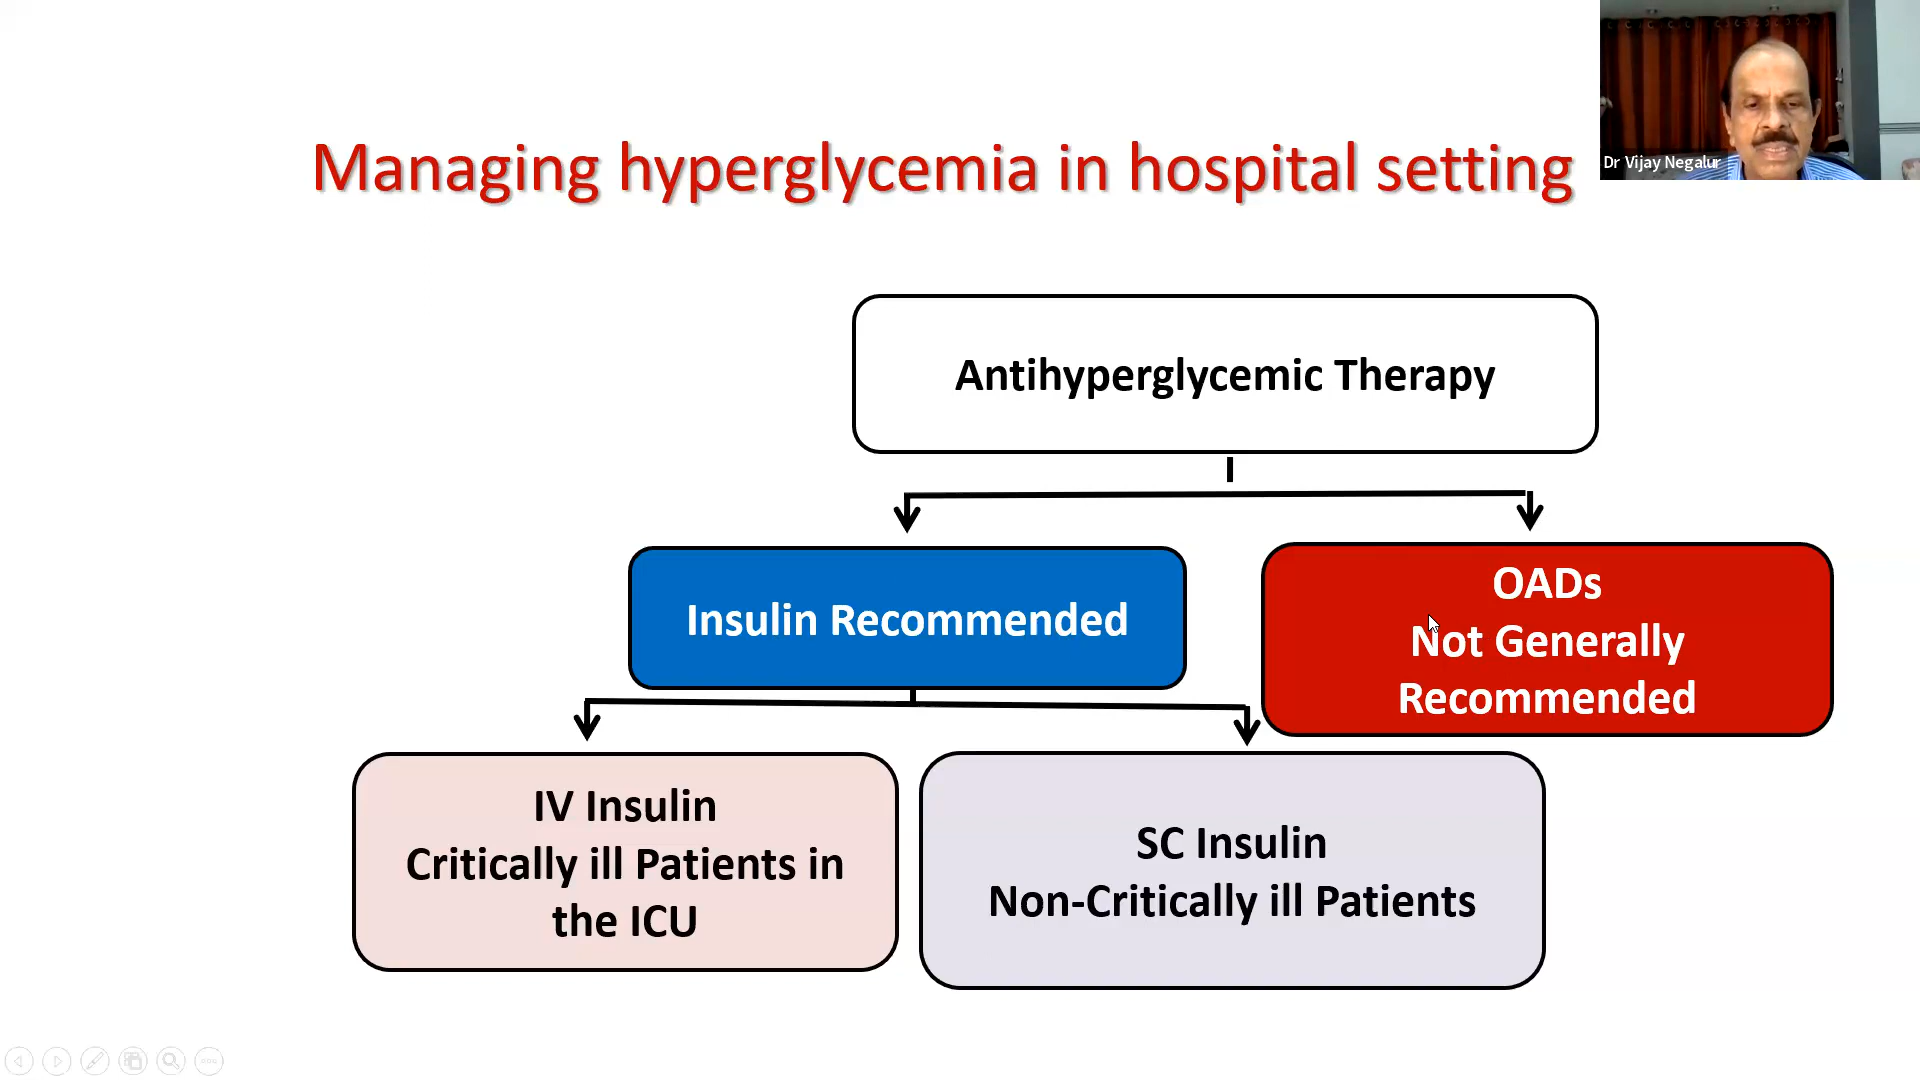 Dr Vijay Negalur
Managing hyperglycemia in hospital setting
Antihyperglycemic Therapy
Insulin Recommended
OADs
Not Generally
Recommended
IV Insulin
Critically ill Patients in
the ICU
SC Insulin
Non-Critically ill Patients